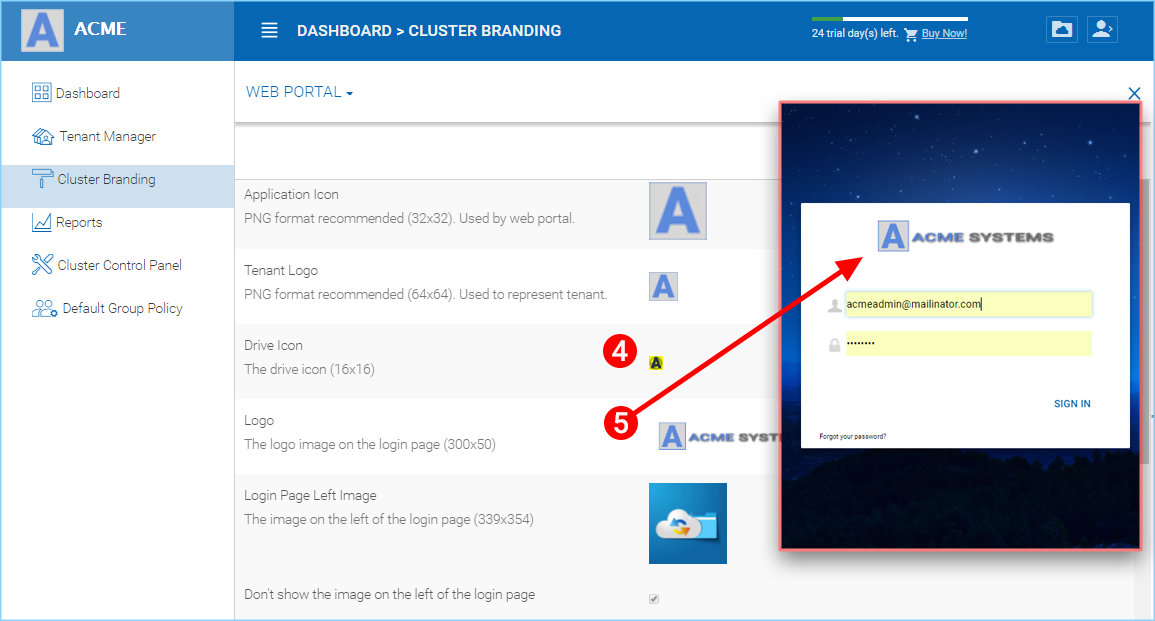 A ACME
DASHBOARD > CLUSTER BRANDING
24 trial day(s) left. Buy Now!
Dashboard
Tenant Manager
Cluster Branding
Reports
Cluster Control Panel
Default Group Policy
WEB PORTAL
Application Icon
PNG format recommended (32x32). Used by web portal.
A
Tenant Logo
PNG format recommended (64x64). Used to represent tenant.
A
Drive Icon
The drive icon (16x16)
4
A
Logo
The logo image on the login page (300x50)
5
A ACME SYST
Login Page Left Image
The image on the left of the login page (339x354)
Don't show the image on the left of the login page
A ACME SYSTEMS
acmeadmin@mailinator.com
••••••••
SIGN IN
Forgot your password?